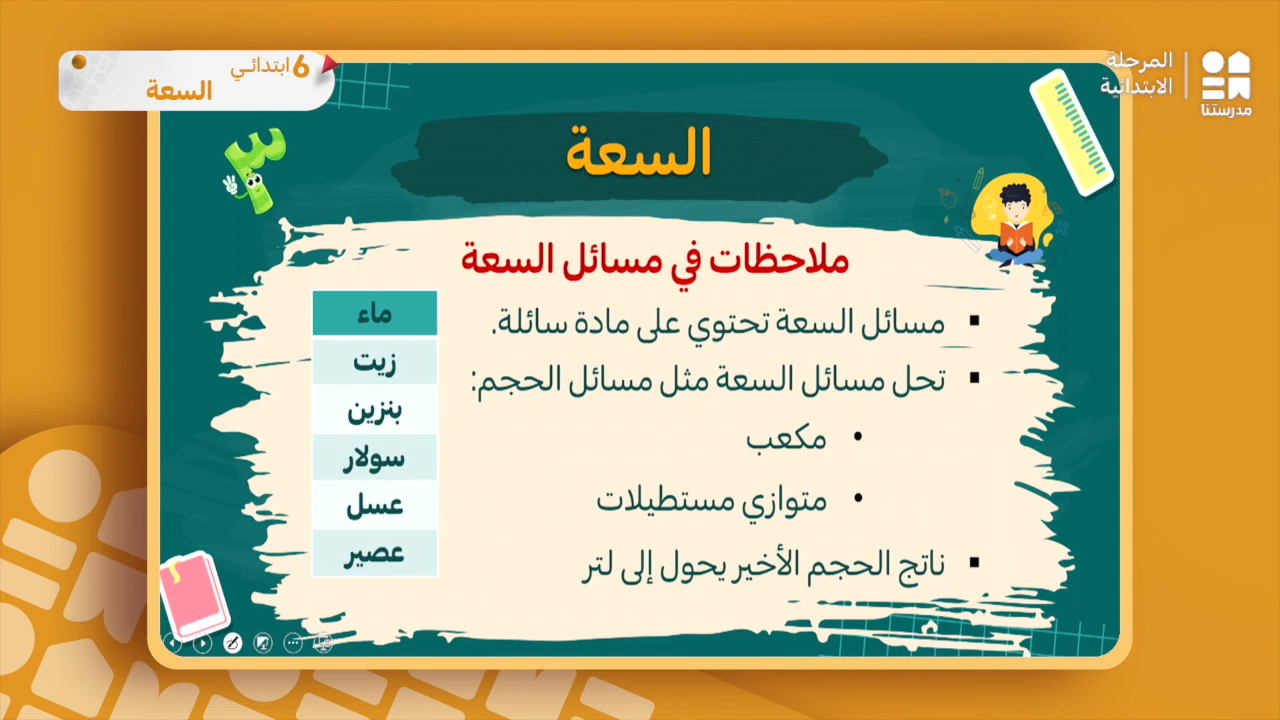 المرحلة
الابتدائية
مدرستنا
6 ابتدائي
السعة
السعة
ملاحظات في مسائل السعة
مسائل السعة تحتوي على مادة سائلة.
تحل مسائل السعة مثل مسائل الحجم:
مكعب
متوازي مستطيلات
ناتج الحجم الأخير يحول إلى لتر
ماء
زيت
بنزين
سولار
عسل
عصير